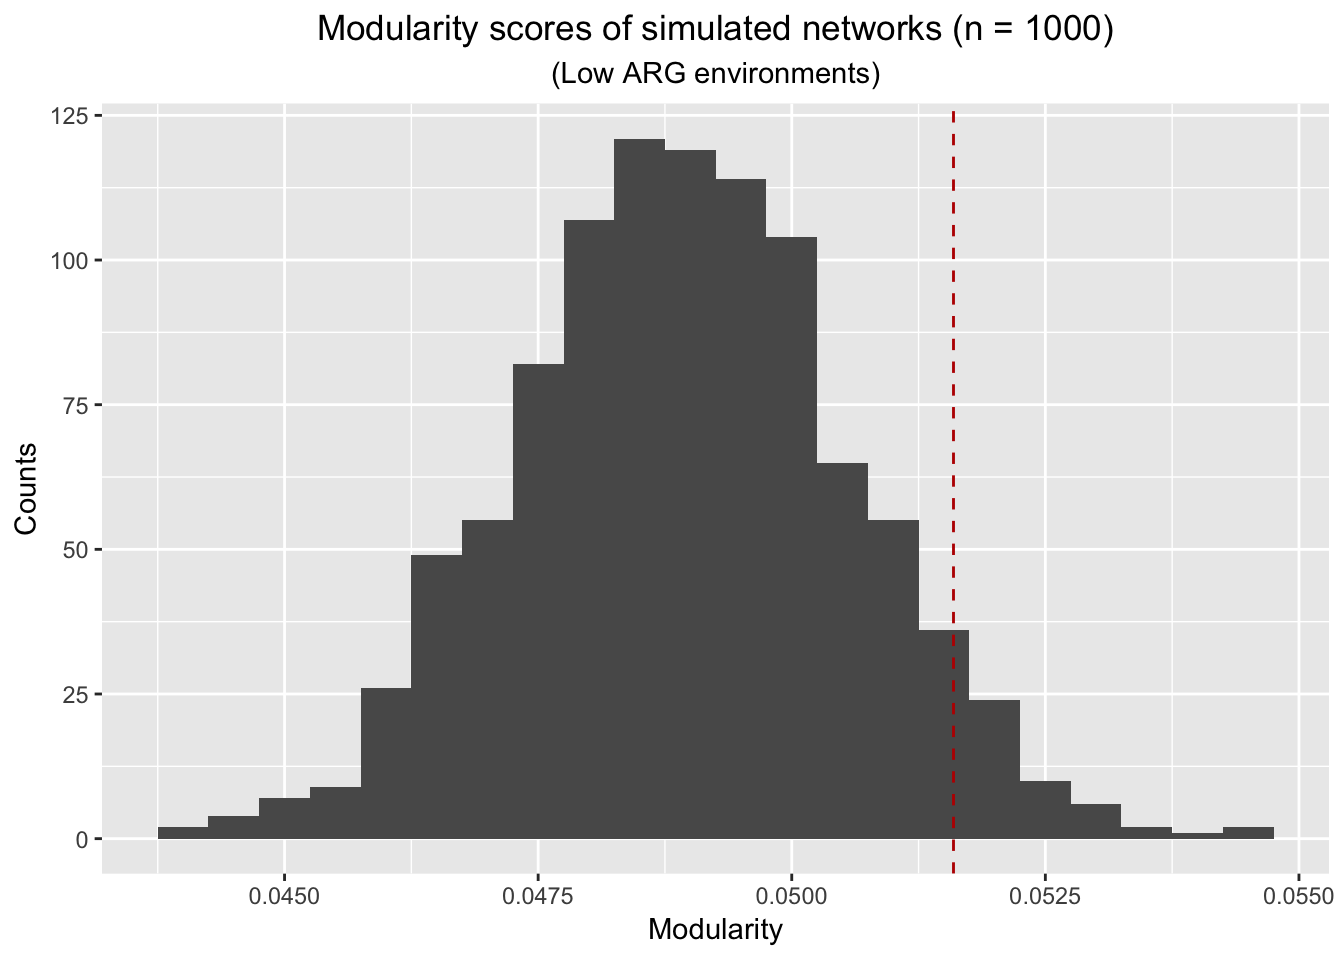 Modularity scores of simulated networks (n = 1000)
(Low ARG environments)
125
100
75
50
25
0
Counts
0.0450 0.0475 0.0500 0.0525 0.0550
Modularity